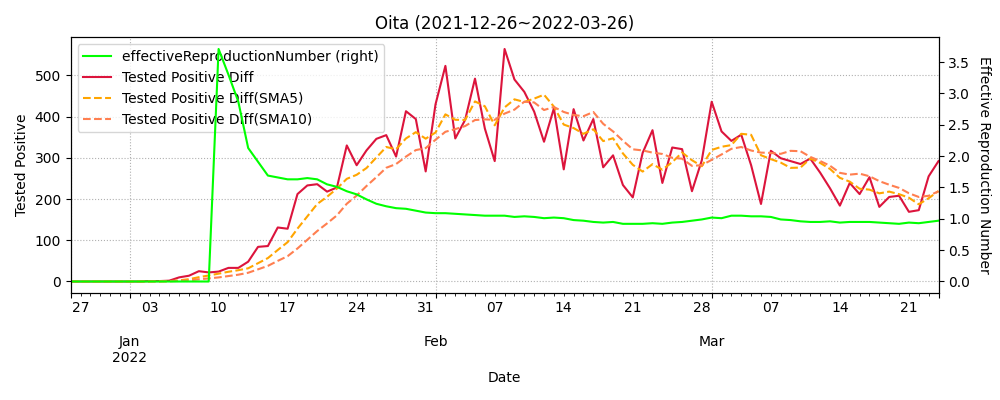 Oita (2021-12-26~2022-03-26)
effectiveReproductionNumber (right)
Tested Positive Diff
Tested Positive Diff(SMA5)
Tested Positive Diff(SMA10)
Tested Positive
500
400
300
200
100
0
Effective Reproduction Number
3.5
3.0
2.5
2.0
1.5
1.0
0.5
0.0
27 03 10 17 24 31 07 14 21 28 07 14 21
Jan Feb Mar
2022
Date